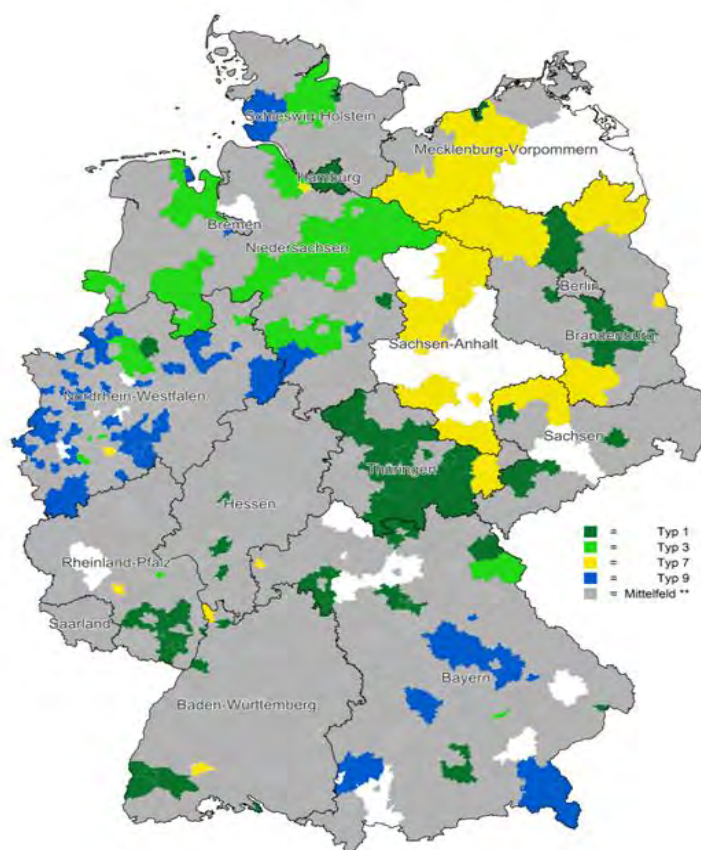 Schleswig-Holstein
Mecklenburg-Vorpommern
Hamburg
Bremen
Niedersachsen
Berlin
Brandenburg
Sachsen-Anhalt
Nordrhein-Westfalen
Sachsen
Thüringen
Hessen
= Typ 1
= Typ 3
= Typ 7
= Typ 9
= Mittelfeld **
Rheinland-Pfalz
Saarland
Bayern
Baden-Württemberg